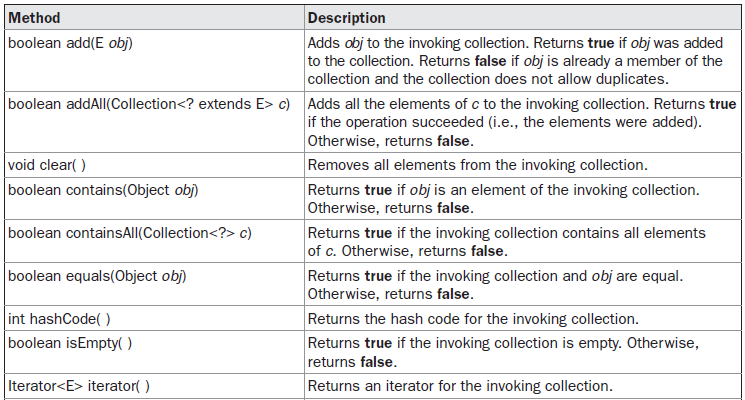 Method Description
boolean add(E obj) Adds obj to the invoking collection. Returns true if obj was added
to the collection. Returns false if obj is already a member of the
collection and the collection does not allow duplicates.
boolean addAll(Collection<? extends E> c) Adds all the elements of c to the invoking collection. Returns true
if the operation succeeded (i.e., the elements were added).
Otherwise, returns false.
void clear( ) Removes all elements from the invoking collection.
boolean contains(Object obj) Returns true if obj is an element of the invoking collection.
Otherwise, returns false.
boolean containsAll(Collection<?> c) Returns true if the invoking collection contains all elements
of c. Otherwise, returns false.
boolean equals(Object obj) Returns true if the invoking collection and obj are equal.
Otherwise, returns false.
int hashCode( ) Returns the hash code for the invoking collection.
boolean isEmpty( ) Returns true if the invoking collection is empty. Otherwise,
returns false.
Iterator<E> iterator( ) Returns an iterator for the invoking collection.